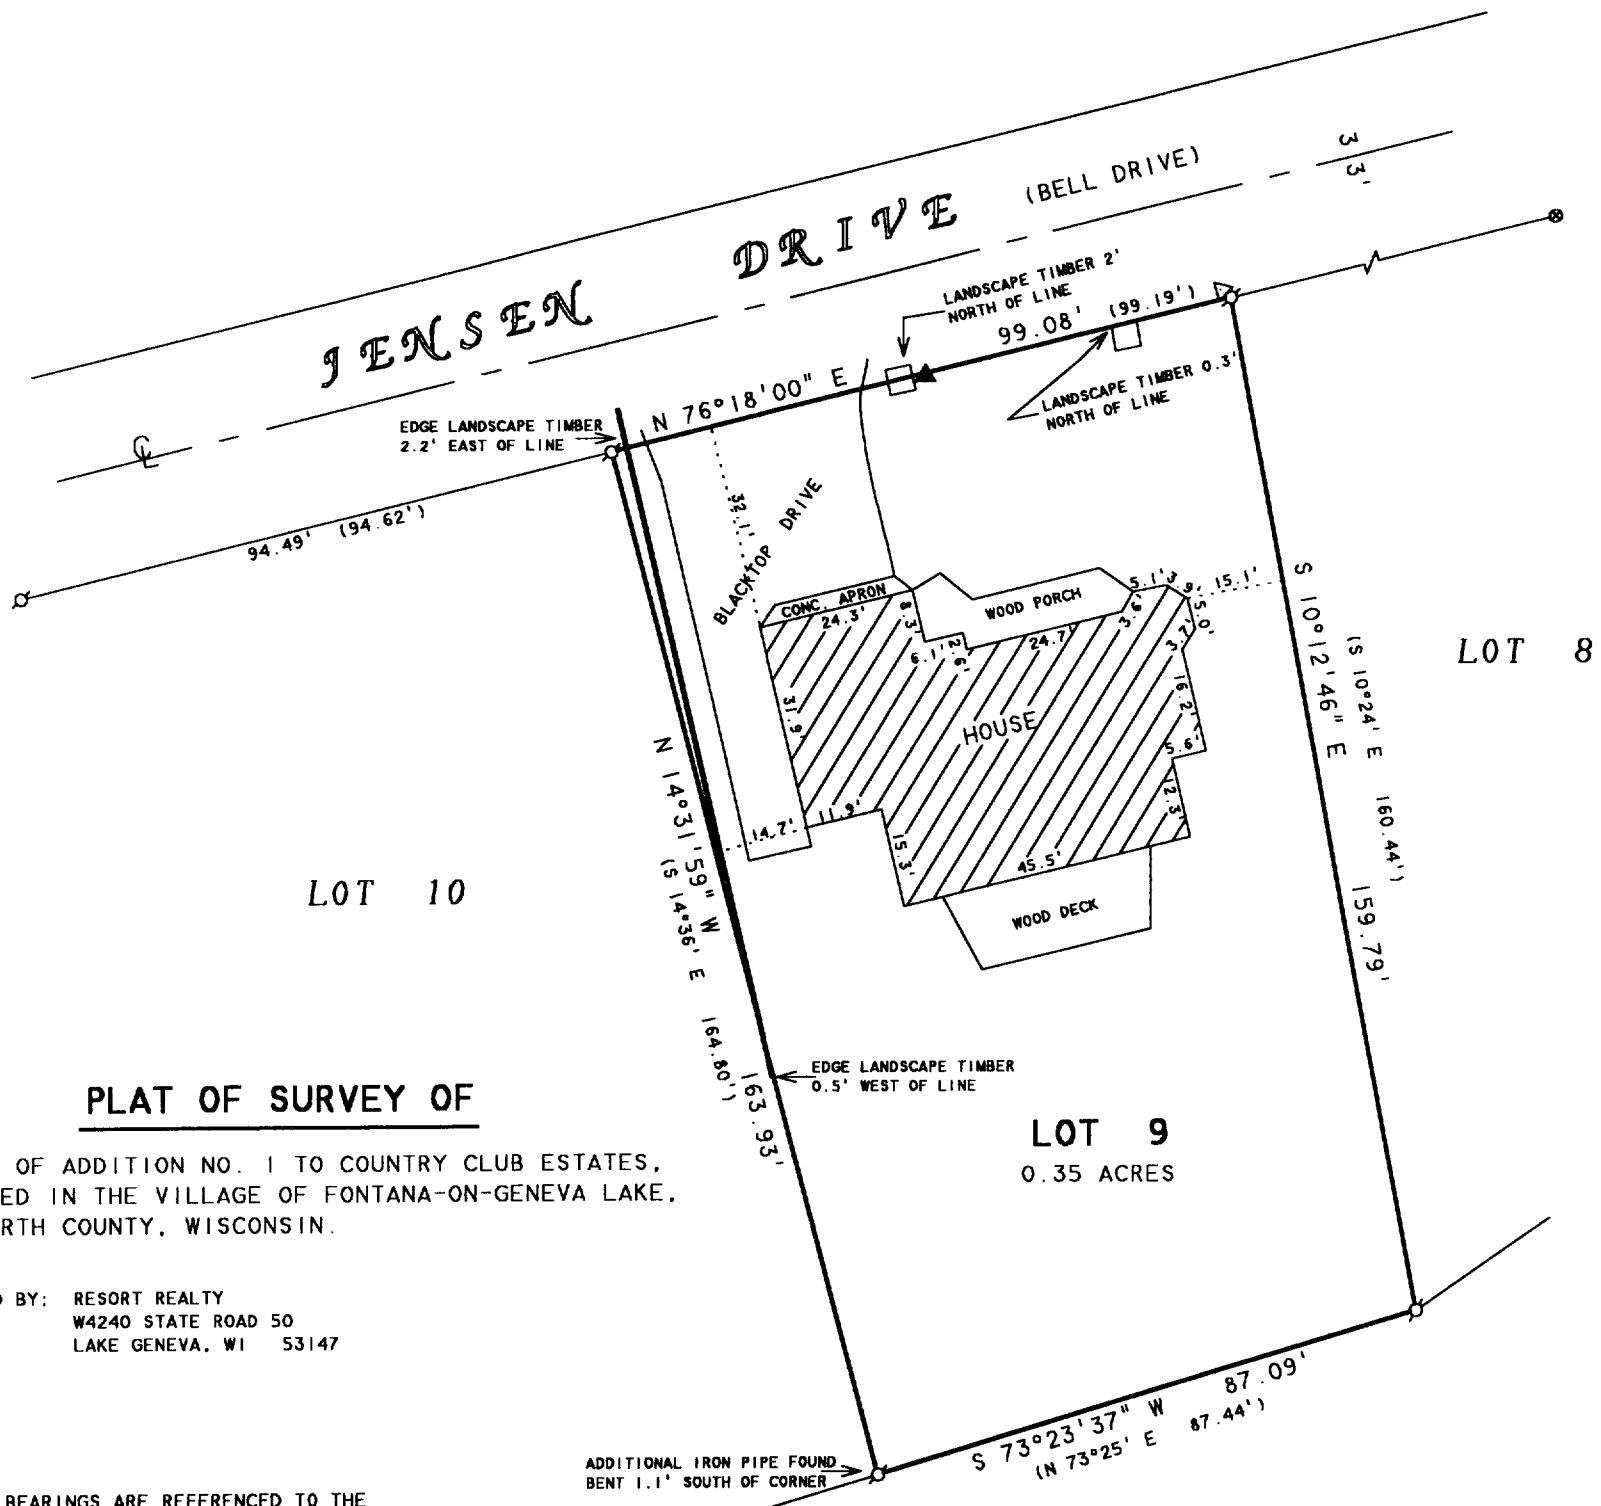 JENSEN DRIVE (BELL DRIVE)
33'
LANDSCAPE TIMBER 2'
NORTH OF LINE
N 76°18'00" E 99.08' (99.19')
LANDSCAPE TIMBER 0.3'
NORTH OF LINE
EDGE LANDSCAPE TIMBER
2.2' EAST OF LINE
94.49' (94.62')
32.1'
BLACKTOP DRIVE
CONC. APRON
24.3'
8.3'
6.1'
2.6'
WOOD PORCH
24.7'
3.6'
5.1'
3.9'
15.1'
5.0'
3.7'
16.2'
5.6'
12.3'
HOUSE
31.9'
11.9'
14.7'
15.3'
45.5'
WOOD DECK
S 10°12'46" E 159.79'
(S 10°24' E 160.44')
LOT 8
N 14°31'59" W 163.93'
(S 14°36' E 164.80')
LOT 10
EDGE LANDSCAPE TIMBER
0.5' WEST OF LINE
LOT 9
0.35 ACRES
PLAT OF SURVEY OF
OF ADDITION NO. 1 TO COUNTRY CLUB ESTATES,
ED IN THE VILLAGE OF FONTANA-ON-GENEVA LAKE,
RTH COUNTY, WISCONSIN.
BY: RESORT REALTY
W4240 STATE ROAD 50
LAKE GENEVA, WI 53147
S 73°23'37" W 87.09'
(N 73°25' E 87.44')
ADDITIONAL IRON PIPE FOUND
BENT 1.1' SOUTH OF CORNER
BEARINGS ARE REFERENCED TO THE